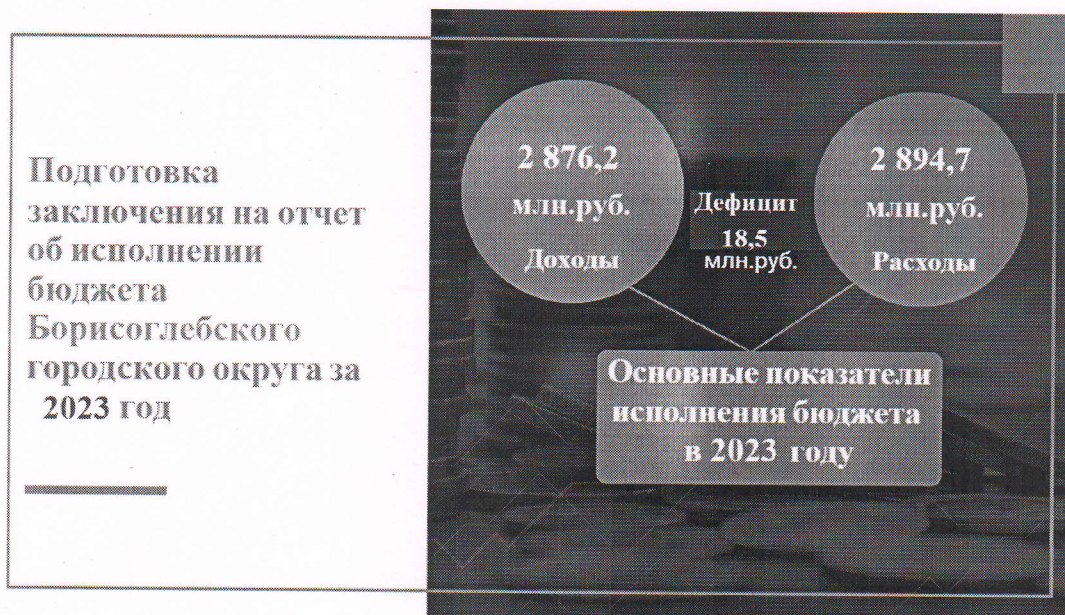 Подготовка
заключения на отчет
об исполнении
бюджета
Борисоглебского
городского округа за
2023 год
2 876,2
млн.руб.
Доходы
Дефицит
18,5
млн.руб.
2 894,7
млн.руб.
Расходы
Основные показатели
исполнения бюджета
в 2023 году